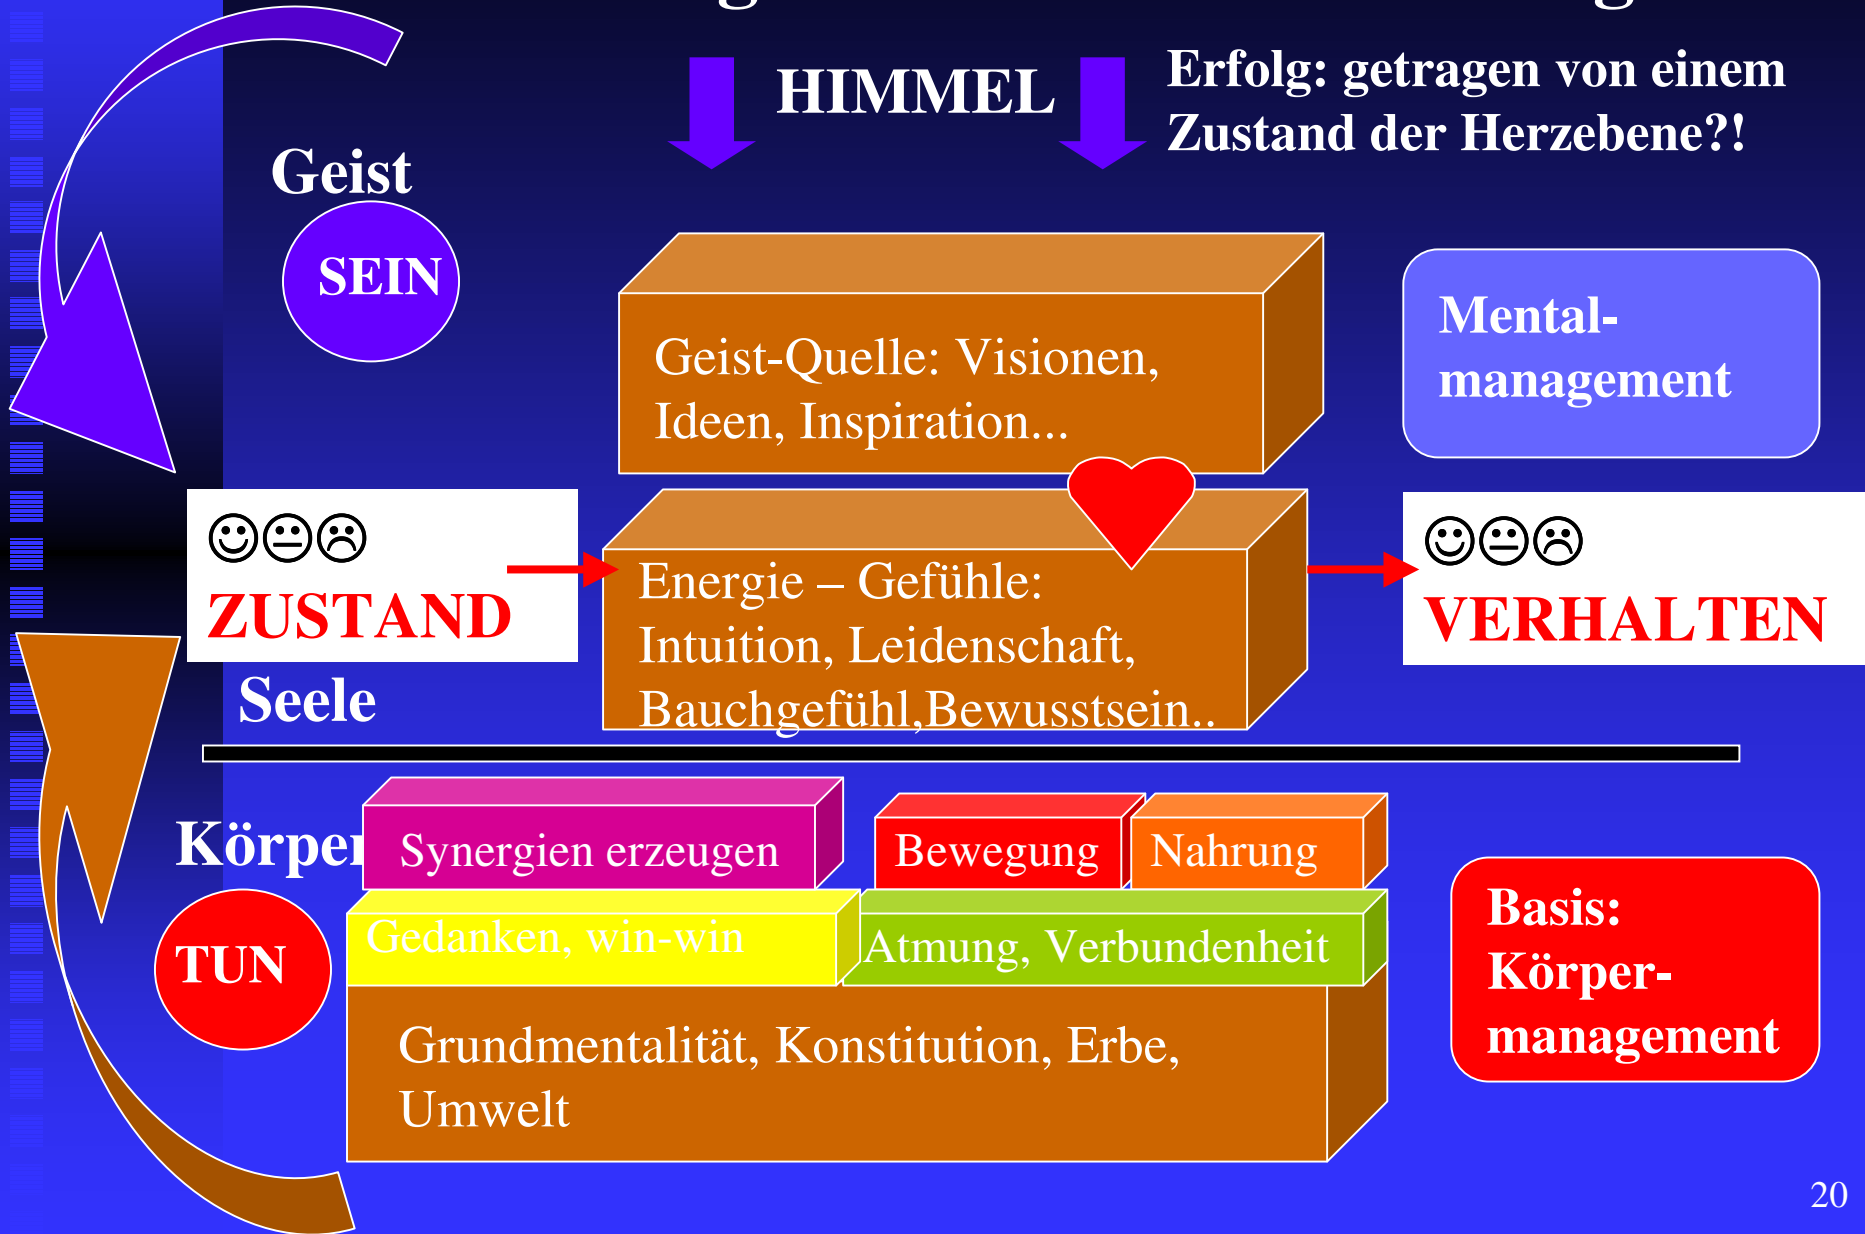 HIMMEL
Erfolg: getragen von einem
Zustand der Herzebene?!
Geist
SEIN
Geist-Quelle: Visionen,
Ideen, Inspiration...
Mental-
management
ZUSTAND
Energie – Gefühle:
Intuition, Leidenschaft,
Bauchgefühl,Bewusstsein..
VERHALTEN
Seele
Körper
Synergien erzeugen
Bewegung
Nahrung
TUN
Gedanken, win-win
Atmung, Verbundenheit
Basis:
Körper-
management
Grundmentalität, Konstitution, Erbe,
Umwelt
20